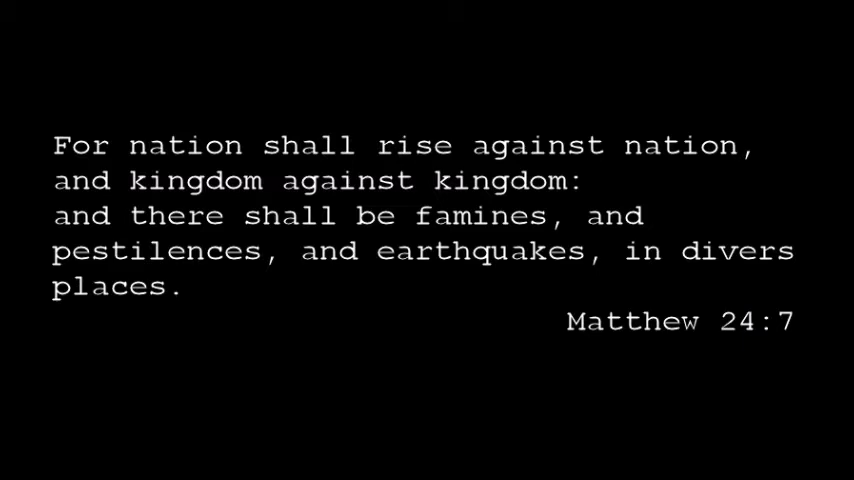 For nation shall rise against nation,
and kingdom against kingdom:
and there shall be famines, and
pestilences, and earthquakes, in divers
places.
Matthew 24:7